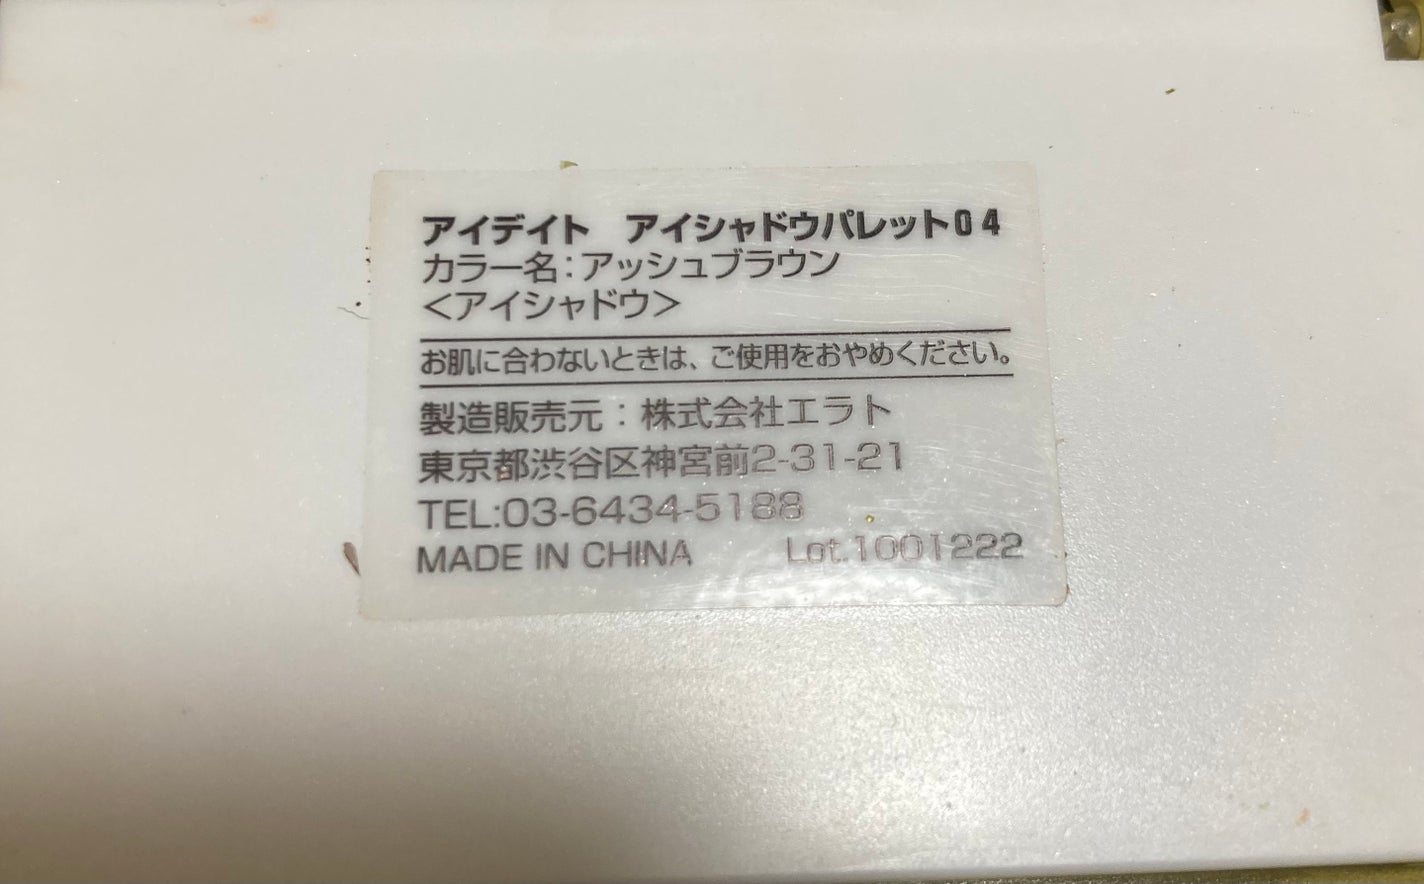 アイデイト　アイシャドウパレット04
カラー名：アッシュブラウン
＜アイシャドウ＞
お肌に合わないときは、ご使用をおやめください。
製造販売元：株式会社エラト
東京都渋谷区神宮前2-31-21
TEL:03-6434-5188
MADE IN CHINA　Lot.1001222